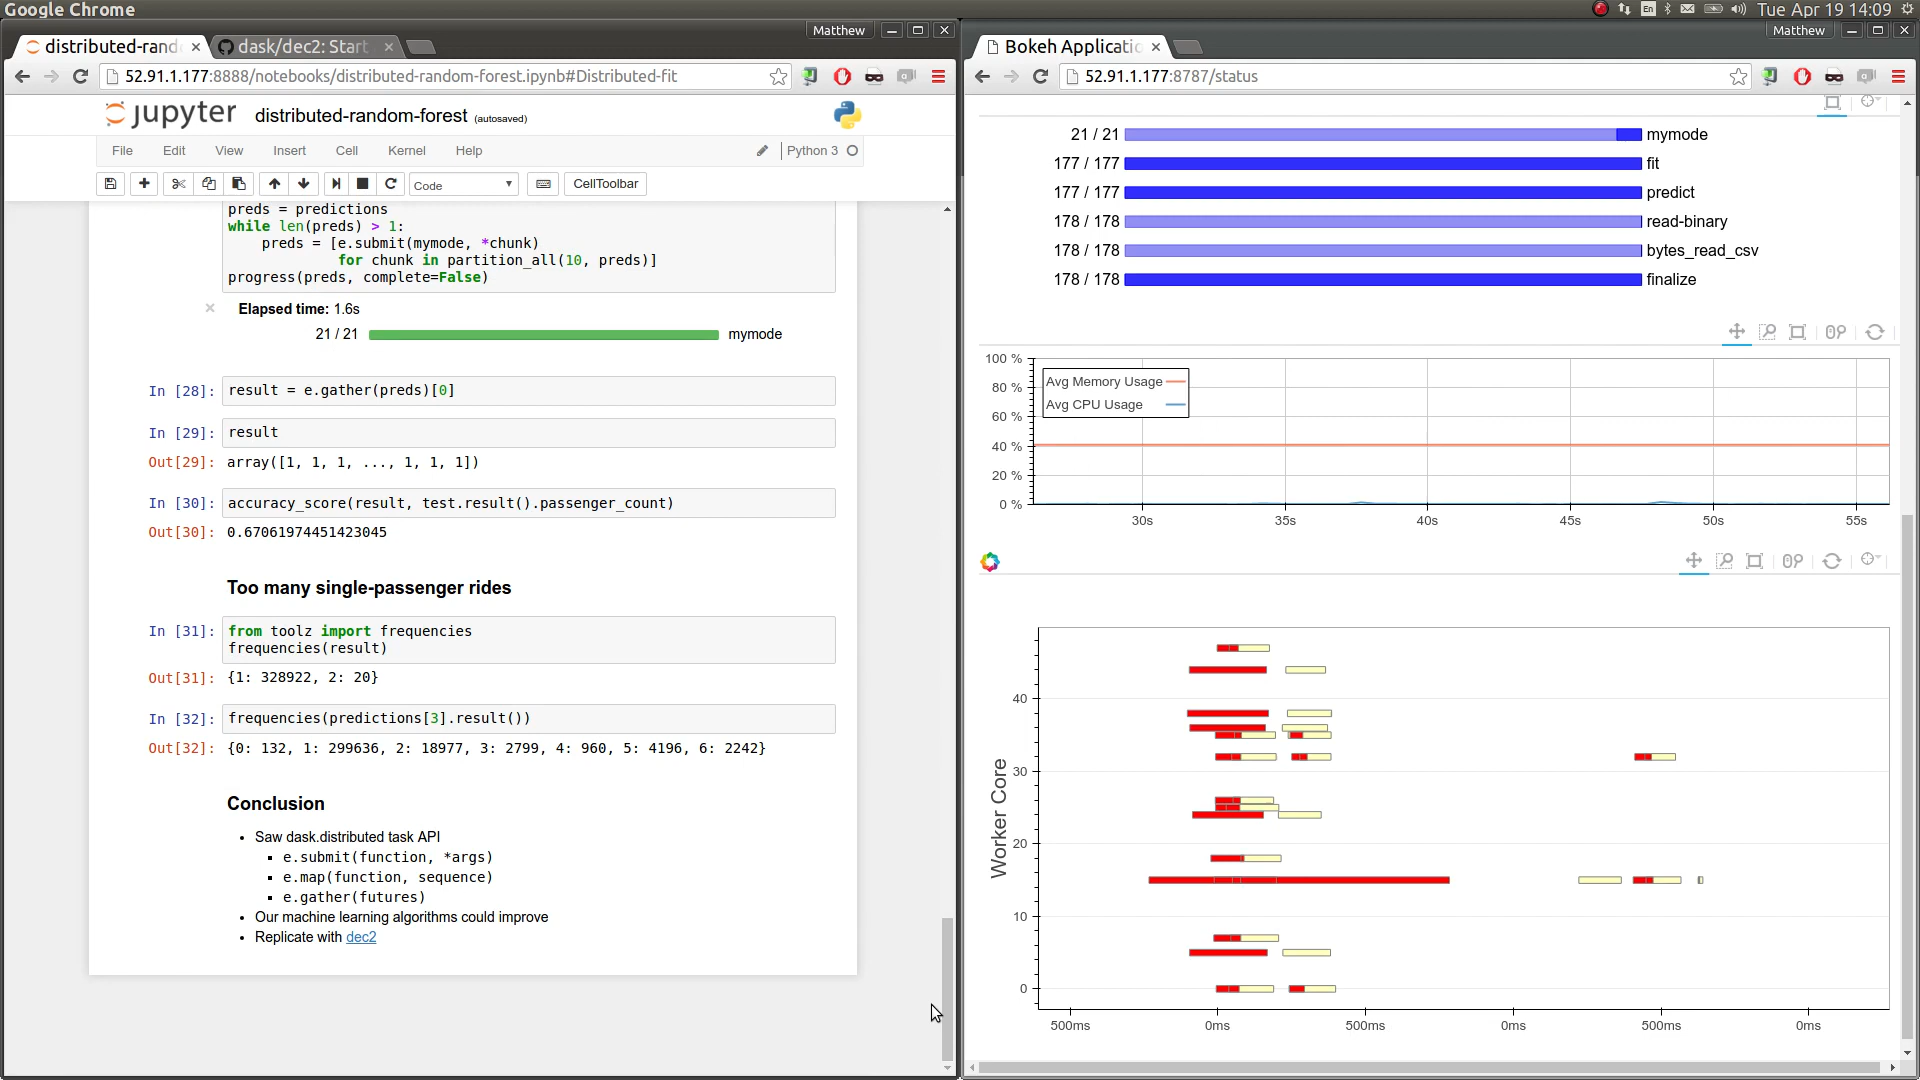 Google Chrome
En
Tue Apr 19 14:09
Matthew
distributed-rand
dask/dec2: Start
52.91.1.177:8888/notebooks/distributed-random-forest.ipynb#Distributed-fit
jupyter distributed-random-forest (autosaved)
File Edit View Insert Cell Kernel Help Python 3
Code CellToolbar
preds = predictions
while len(preds) > 1:
    preds = [e.submit(mymode, *chunk)
             for chunk in partition_all(10, preds)]
progress(preds, complete=False)
Elapsed time: 1.6s
21 / 21 mymode
In [28]: result = e.gather(preds)[0]
In [29]: result
Out[29]: array([1, 1, 1, ..., 1, 1, 1])
In [30]: accuracy_score(result, test.result().passenger_count)
Out[30]: 0.67061974451423045
Too many single-passenger rides
In [31]: from toolz import frequencies
frequencies(result)
Out[31]: {1: 328922, 2: 20}
In [32]: frequencies(predictions[3].result())
Out[32]: {0: 132, 1: 299636, 2: 18977, 3: 2799, 4: 960, 5: 4196, 6: 2242}
Conclusion
• Saw dask.distributed task API
▪ e.submit(function, *args)
▪ e.map(function, sequence)
▪ e.gather(futures)
• Our machine learning algorithms could improve
• Replicate with dec2
Matthew
Bokeh Applicatio
52.91.1.177:8787/status
21 / 21 mymode
177 / 177 fit
177 / 177 predict
178 / 178 read-binary
178 / 178 bytes_read_csv
178 / 178 finalize
100 %
80 %
60 %
40 %
20 %
0 %
Avg Memory Usage
Avg CPU Usage
30s 35s 40s 45s 50s 55s
Worker Core
40
30
20
10
0
500ms 0ms 500ms 0ms 500ms 0ms